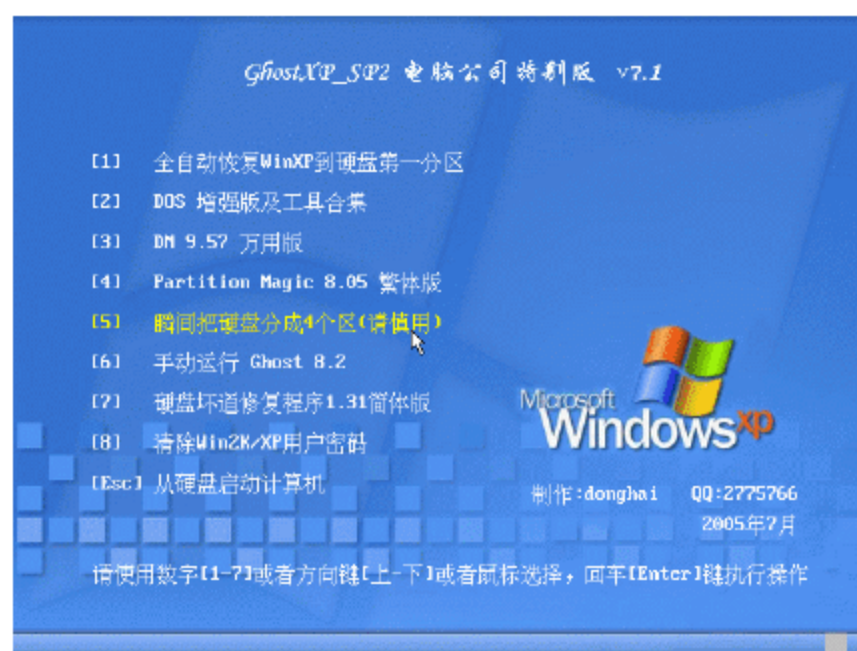 GhostXP_SP2 电脑公司特别版 v7.1
[1] 全自动恢复WinXP到硬盘第一分区
[2] DOS 增强版及工具合集
[3] DM 9.57 万用版
[4] Partition Magic 8.05 繁体版
[5] 瞬间把硬盘分成4个区(请慎用)
[6] 手动运行 Ghost 8.2
[7] 硬盘坏道修复程序1.31简体版
[8] 清除Win2K/XP用户密码
[Esc] 从硬盘启动计算机
Microsoft
Windows xp
制作:donghai QQ:2775766
2005年7月
请使用数字[1-7]或者方向键[上-下]或者鼠标选择，回车[Enter]键执行操作